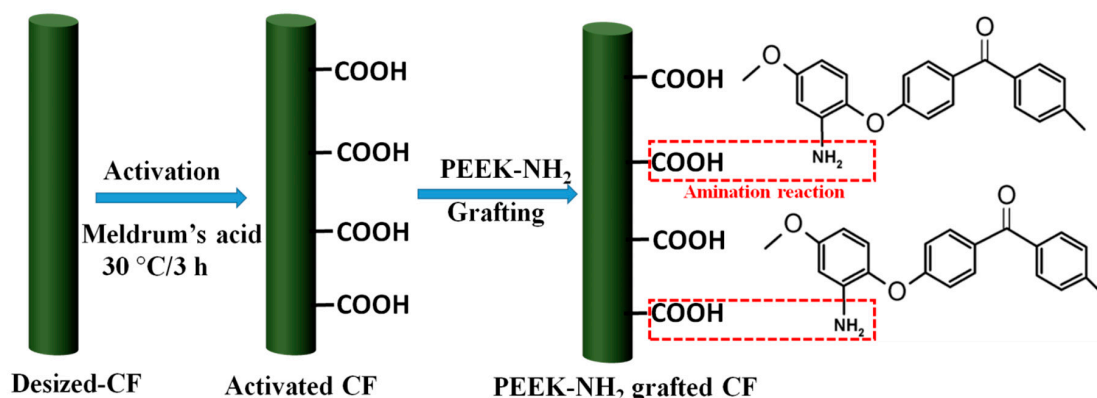 Activation
Meldrum's acid
30 °C/3 h
Desized-CF
COOH
COOH
COOH
COOH
Activated CF
PEEK-NH₂
Grafting
COOH
COOH
COOH
COOH
Amination reaction
PEEK-NH₂ grafted CF
O
O
O
NH₂
O
O
O
NH₂